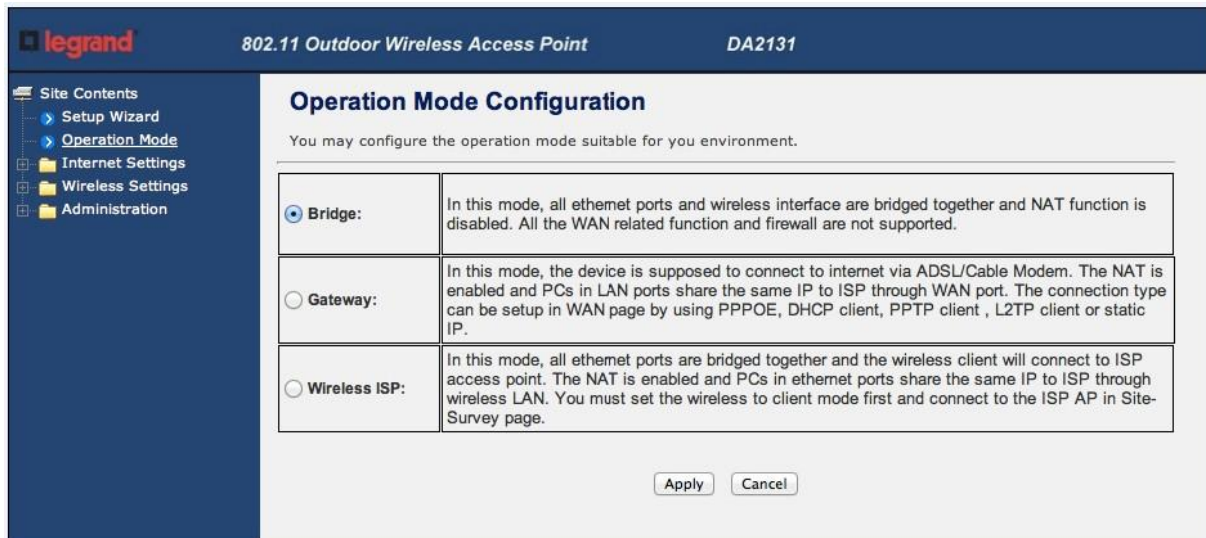 legrand
802.11 Outdoor Wireless Access Point DA2131
Site Contents
Setup Wizard
Operation Mode
Internet Settings
Wireless Settings
Administration
Operation Mode Configuration
You may configure the operation mode suitable for you environment.
Bridge:
In this mode, all ethernet ports and wireless interface are bridged together and NAT function is
disabled. All the WAN related function and firewall are not supported.
Gateway:
In this mode, the device is supposed to connect to internet via ADSL/Cable Modem. The NAT is
enabled and PCs in LAN ports share the same IP to ISP through WAN port. The connection type
can be setup in WAN page by using PPPOE, DHCP client, PPTP client , L2TP client or static
IP.
Wireless ISP:
In this mode, all ethernet ports are bridged together and the wireless client will connect to ISP
access point. The NAT is enabled and PCs in ethernet ports share the same IP to ISP through
wireless LAN. You must set the wireless to client mode first and connect to the ISP AP in Site-
Survey page.
Apply
Cancel